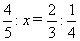 4/5 : x = 2/3 : 1/4